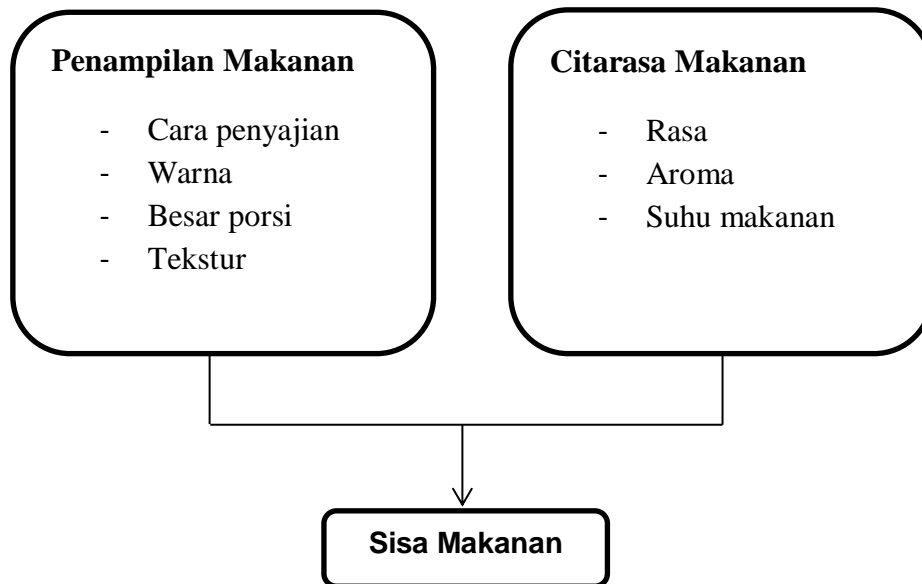 Penampilan Makanan
- Cara penyajian
- Warna
- Besar porsi
- Tekstur
Citarasa Makanan
- Rasa
- Aroma
- Suhu makanan
Sisa Makanan